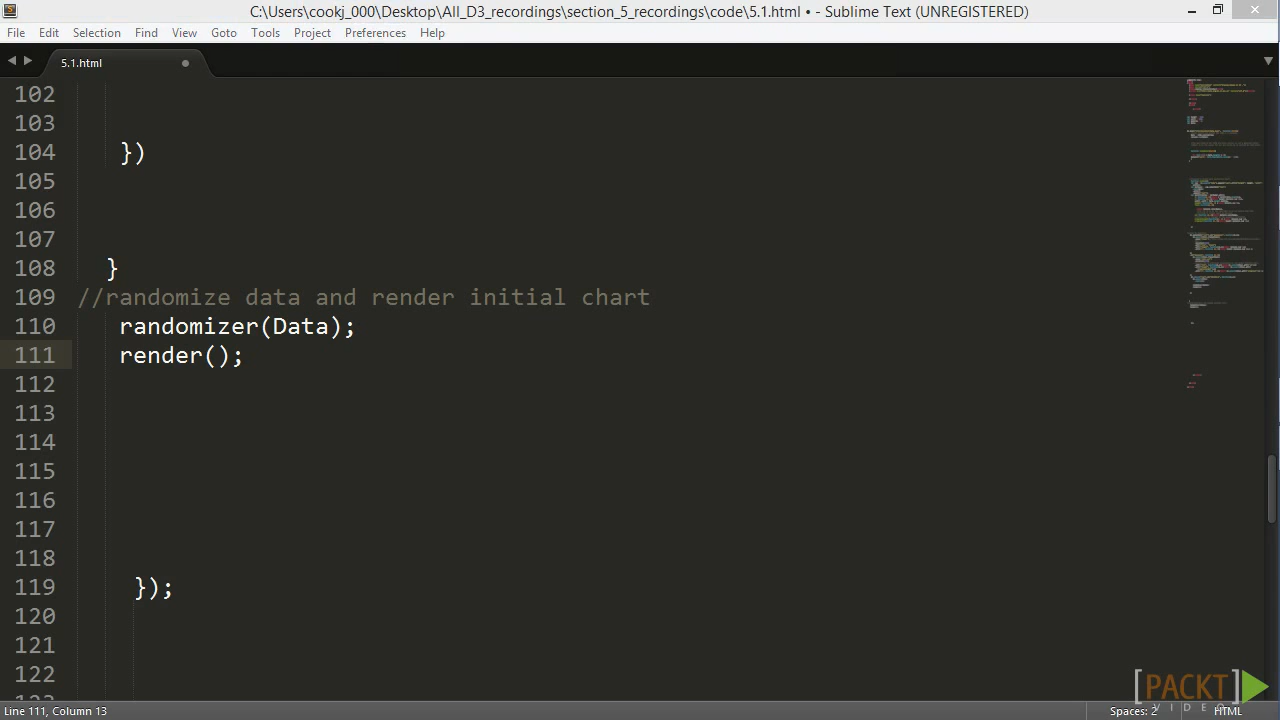 C:\Users\cookj_000\Desktop\All_D3_recordings\section_5_recordings\code\5.1.html • - Sublime Text (UNREGISTERED)
File Edit Selection Find View Goto Tools Project Preferences Help
5.1.html
102
103
104 })
105
106
107
108 }
109 //randomize data and render initial chart
110 randomizer(Data);
111 render();
112
113
114
115
116
117
118
119 });
120
121
122
[PACKT]
VIDEO
Line 111, Column 13 Spaces: 2 HTML